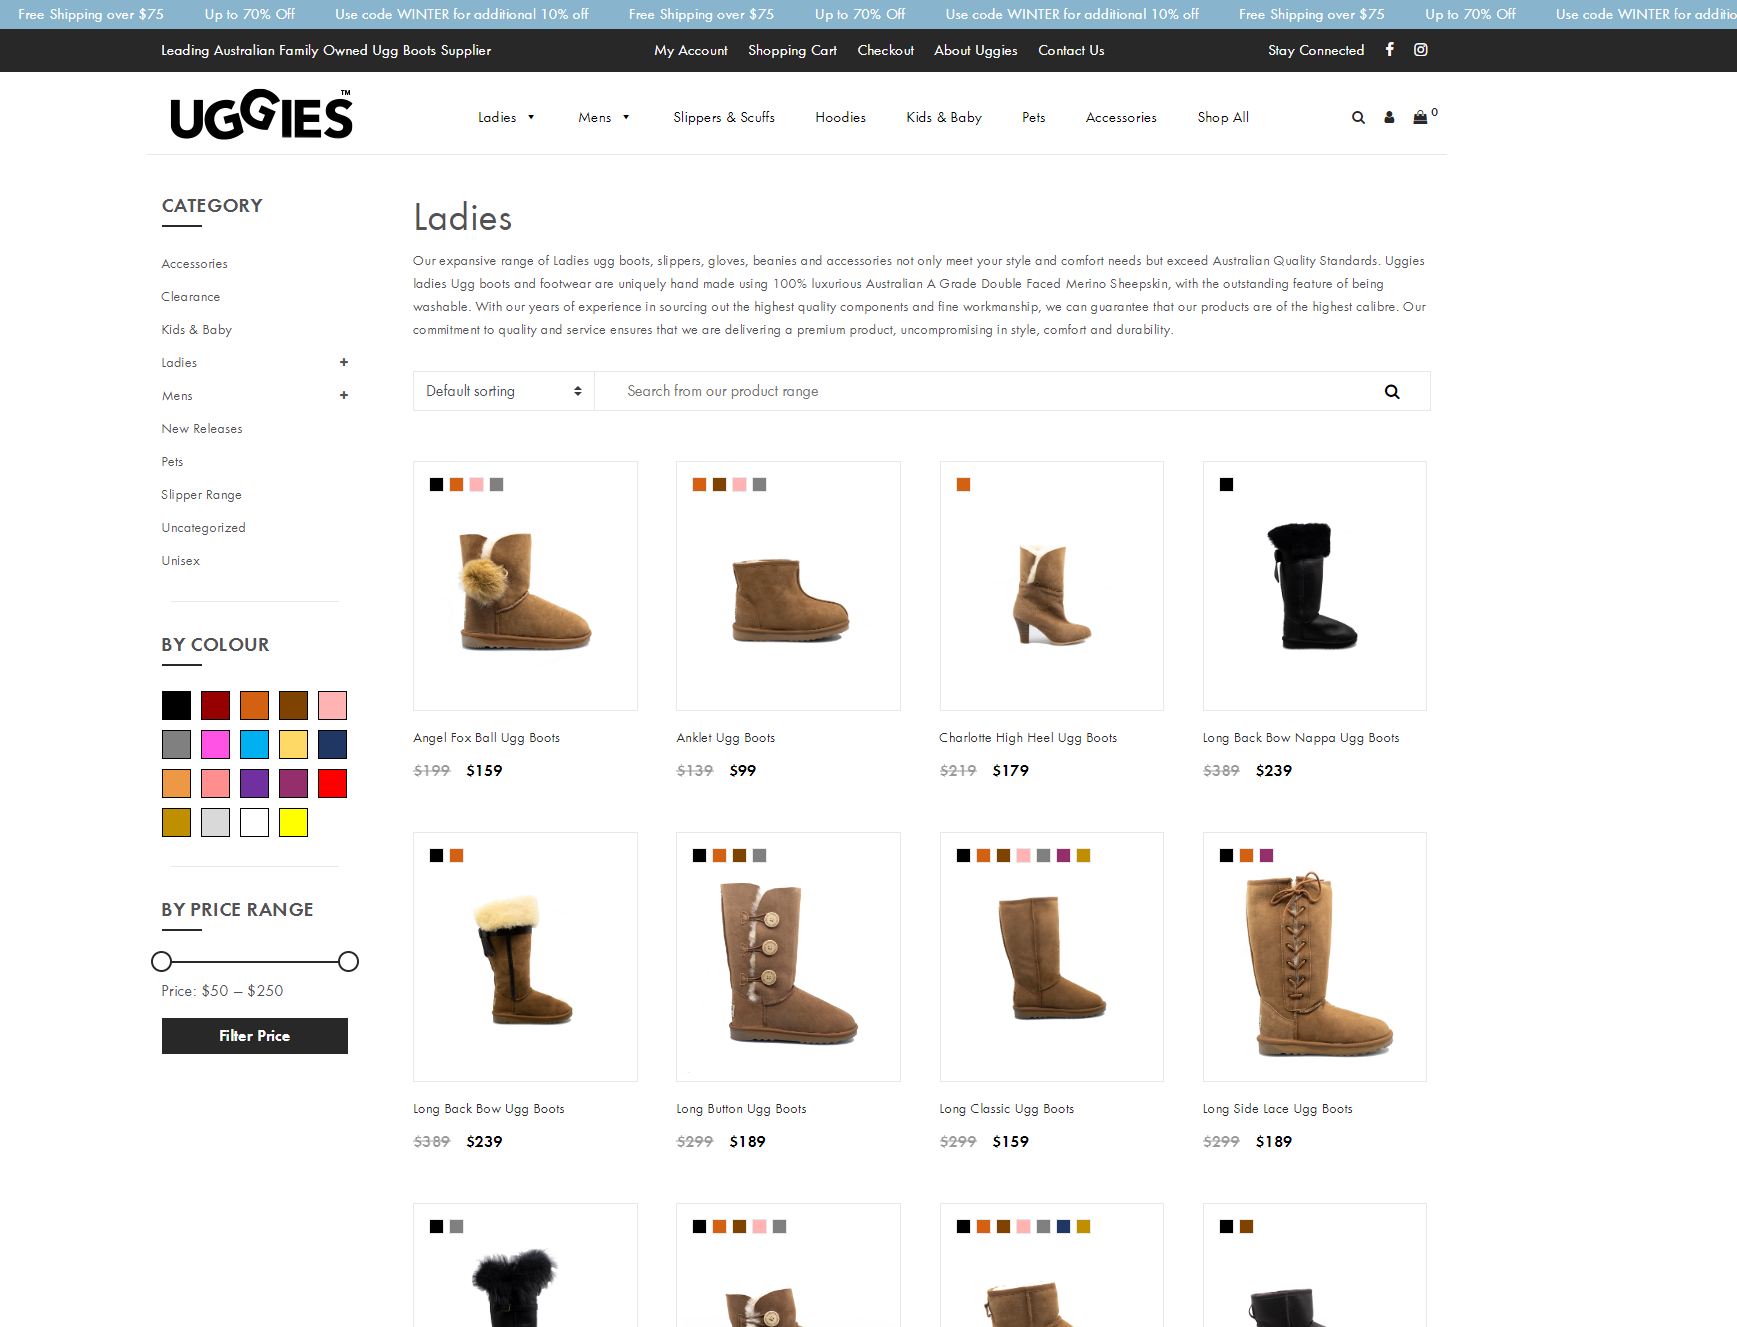 Free Shipping over $75 Up to 70% Off Use code WINTER for additional 10% off Free Shipping over $75 Up to 70% Off Use code WINTER for additional 10% off Free Shipping over $75 Up to 70% Off Use code WINTER for additio
Leading Australian Family Owned Ugg Boots Supplier My Account Shopping Cart Checkout About Uggies Contact Us Stay Connected
UGGIES™ Ladies Mens Slippers & Scuffs Hoodies Kids & Baby Pets Accessories Shop All 0
CATEGORY
Accessories
Clearance
Kids & Baby
Ladies +
Mens +
New Releases
Pets
Slipper Range
Uncategorized
Unisex
BY COLOUR
BY PRICE RANGE
Price: $50 — $250
Filter Price
Ladies
Our expansive range of Ladies ugg boots, slippers, gloves, beanies and accessories not only meet your style and comfort needs but exceed Australian Quality Standards. Uggies
ladies Ugg boots and footwear are uniquely hand made using 100% luxurious Australian A Grade Double Faced Merino Sheepskin, with the outstanding feature of being
washable. With our years of experience in sourcing out the highest quality components and fine workmanship, we can guarantee that our products are of the highest calibre. Our
commitment to quality and service ensures that we are delivering a premium product, uncompromising in style, comfort and durability.
Default sorting Search from our product range
Angel Fox Ball Ugg Boots
$199 $159
Anklet Ugg Boots
$139 $99
Charlotte High Heel Ugg Boots
$219 $179
Long Back Bow Nappa Ugg Boots
$389 $239
Long Back Bow Ugg Boots
$389 $239
Long Button Ugg Boots
$299 $189
Long Classic Ugg Boots
$299 $159
Long Side Lace Ugg Boots
$299 $189